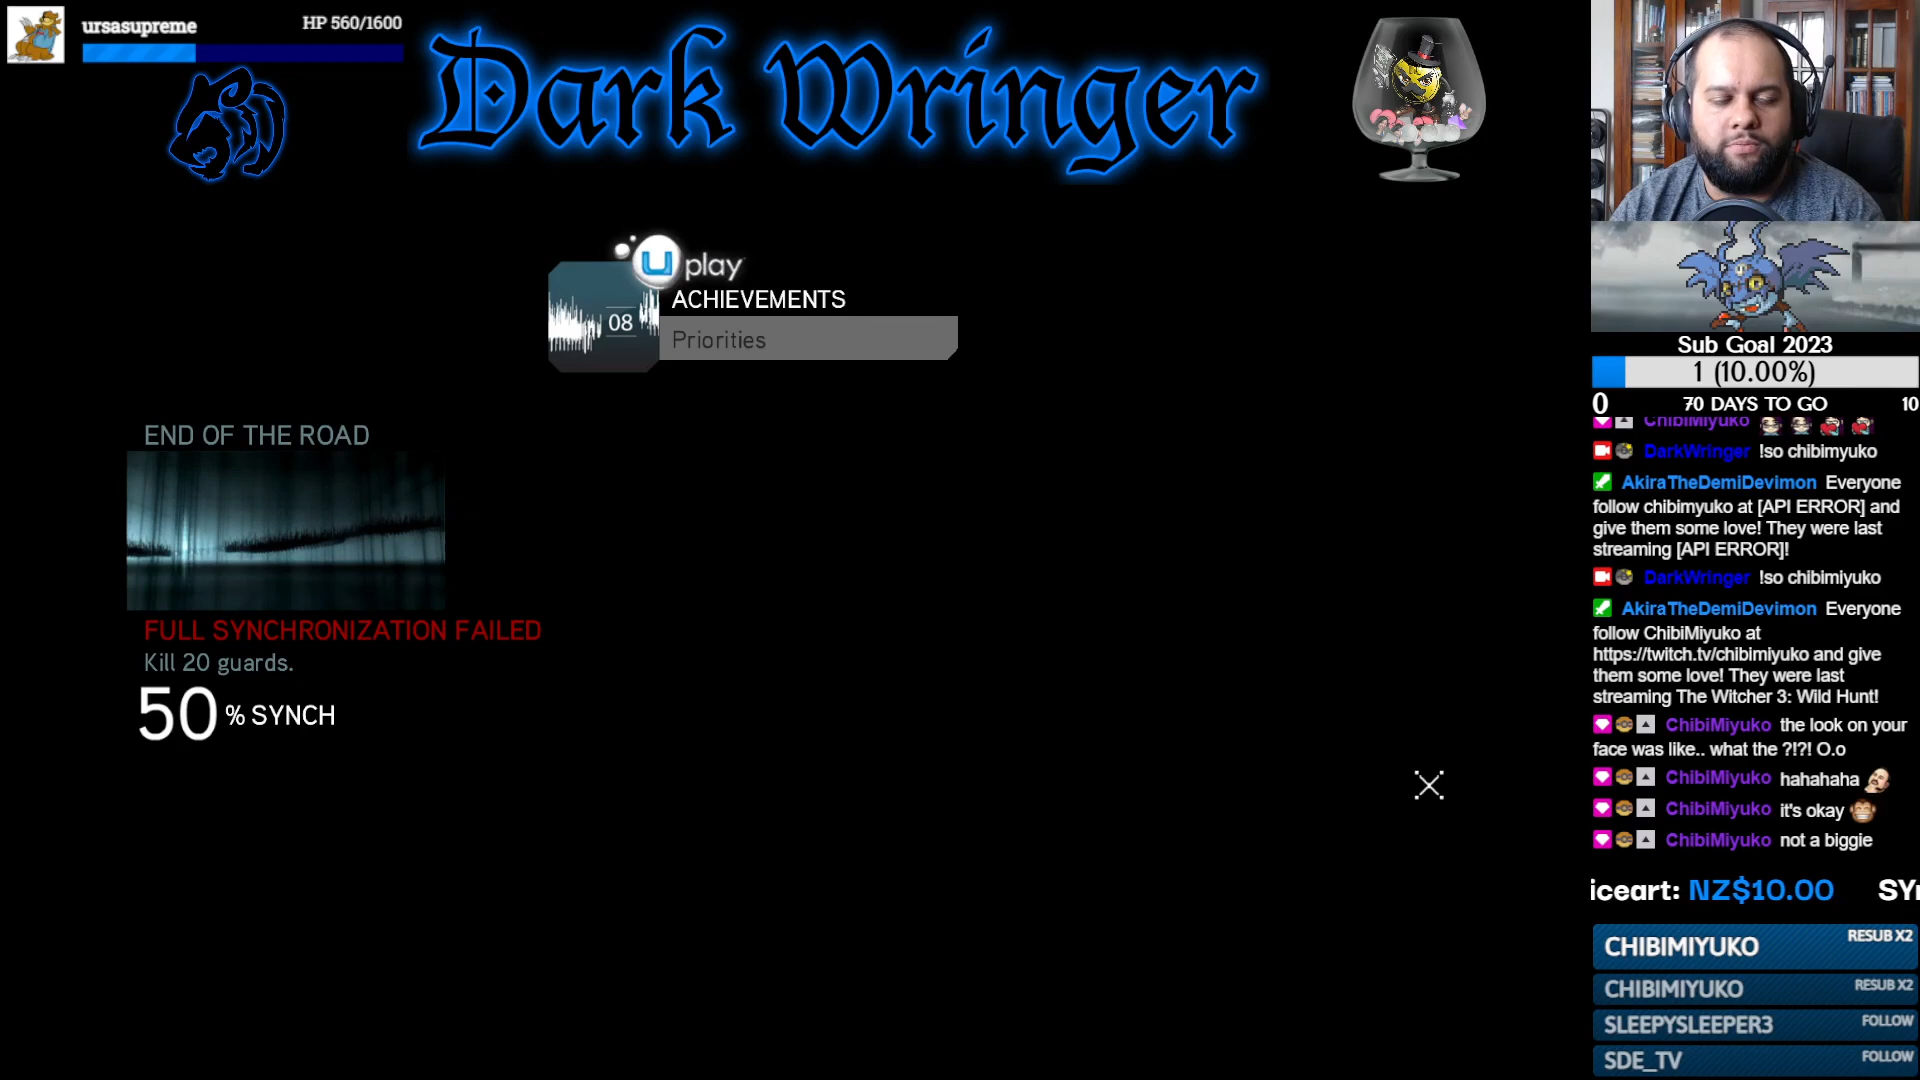 ursasupreme
HP 560/1600
Dark Wringer
U play
ACHIEVEMENTS
08
Priorities
END OF THE ROAD
FULL SYNCHRONIZATION FAILED
Kill 20 guards.
50 % SYNCH
Sub Goal 2023
1 (10.00%)
0 70 DAYS TO GO 10
ChibiMiyuko
DarkWringer !so chibimyuko
AkiraTheDemiDevimon Everyone
follow chibimyuko at [API ERROR] and
give them some love! They were last
streaming [API ERROR]!
DarkWringer !so chibimiyuko
AkiraTheDemiDevimon Everyone
follow ChibiMiyuko at
https://twitch.tv/chibimiyuko and give
them some love! They were last
streaming The Witcher 3: Wild Hunt!
ChibiMiyuko the look on your
face was like.. what the ?!?! O.o
ChibiMiyuko hahahaha
ChibiMiyuko it's okay
ChibiMiyuko not a biggie
iceart: NZ$10.00 SY
CHIBIMIYUKO RESUB X2
CHIBIMIYUKO RESUB X2
SLEEPYSLEEPER3 FOLLOW
SDE_TV FOLLOW